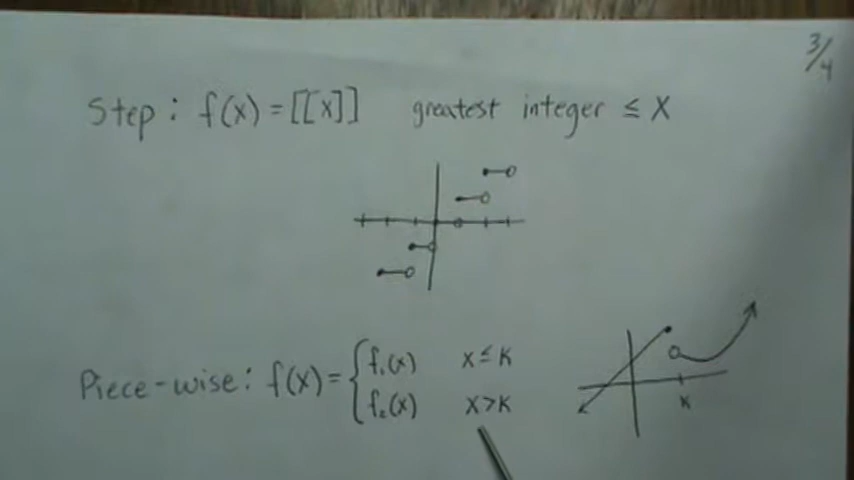 3/4
Step: f(x) = [[x]] greatest integer ≤ x
Piece-wise: f(x) = { f₁(x) x ≤ k
f₂(x) x > k
k